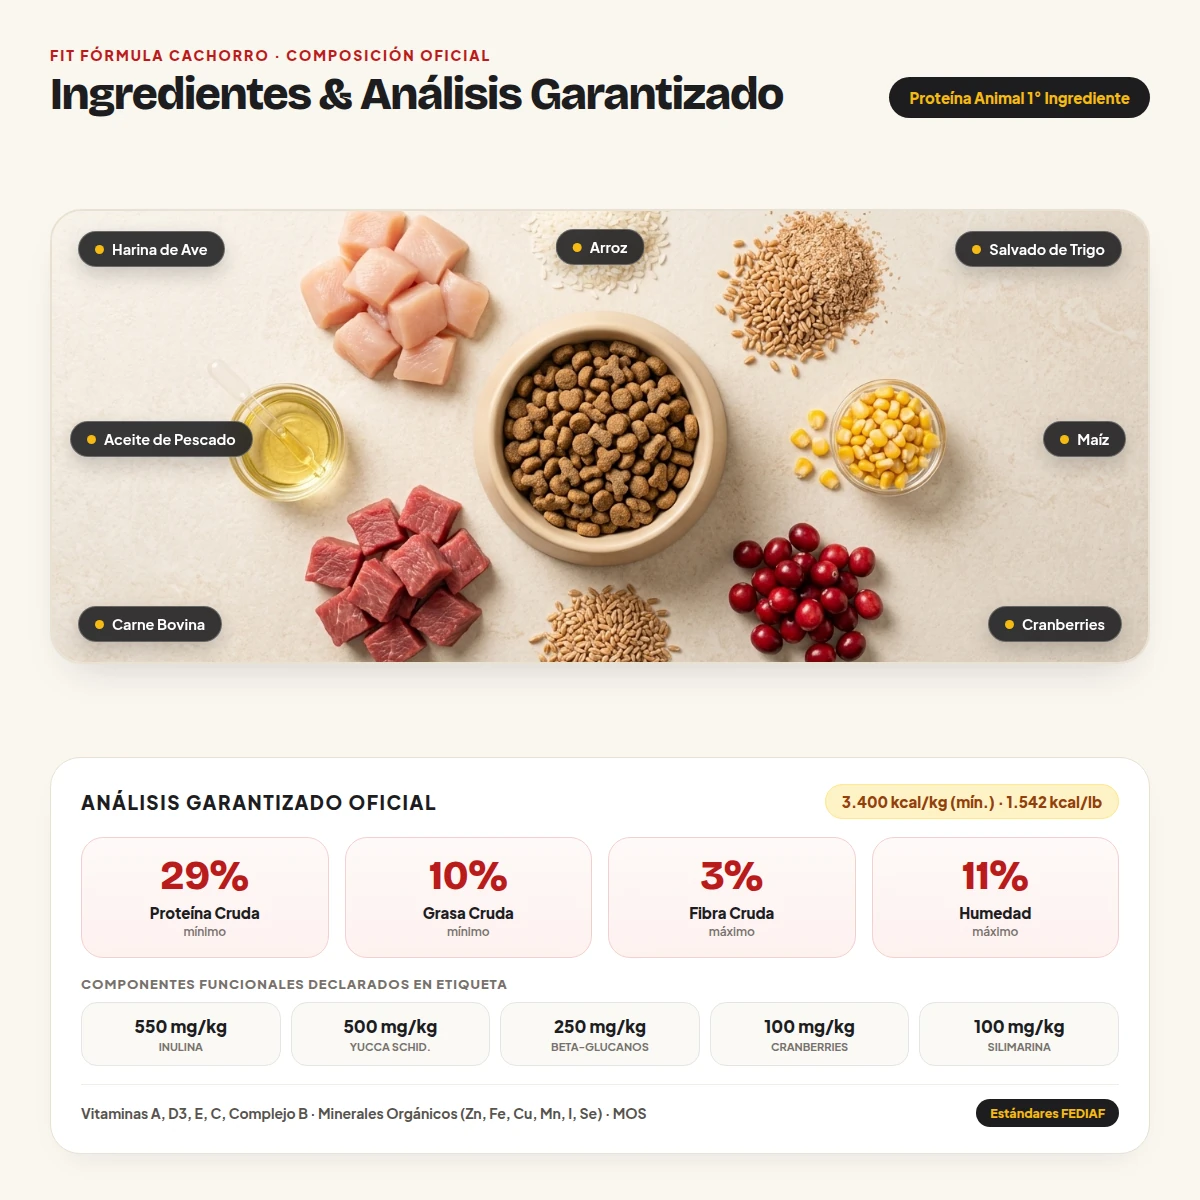 FIT FÓRMULA CACHORRO · COMPOSICIÓN OFICIAL
Ingredientes & Análisis Garantizado
Proteína Animal 1° Ingrediente
Harina de Ave
Arroz
Salvado de Trigo
Aceite de Pescado
Maíz
Carne Bovina
Cranberries
ANÁLISIS GARANTIZADO OFICIAL
3.400 kcal/kg (mín.) · 1.542 kcal/lb
29%
Proteína Cruda
mínimo
10%
Grasa Cruda
mínimo
3%
Fibra Cruda
máximo
11%
Humedad
máximo
COMPONENTES FUNCIONALES DECLARADOS EN ETIQUETA
550 mg/kg
INULINA
500 mg/kg
YUCCA SCHID.
250 mg/kg
BETA-GLUCANOS
100 mg/kg
CRANBERRIES
100 mg/kg
SILIMARINA
Vitaminas A, D3, E, C, Complejo B · Minerales Orgánicos (Zn, Fe, Cu, Mn, I, Se) · MOS
Estándares FEDIAF